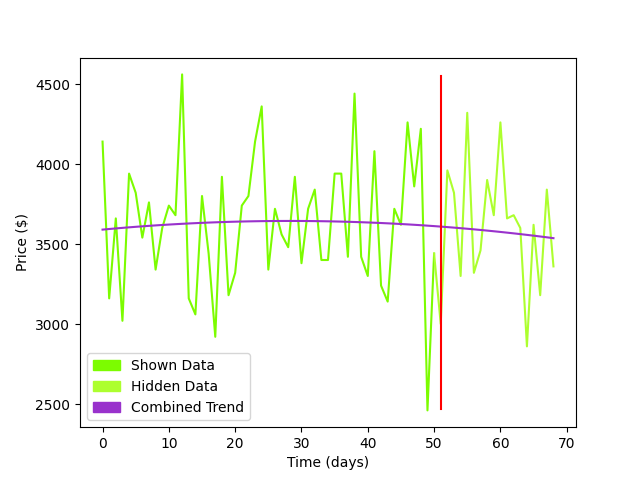 4500
4000
3500
3000
2500
Price ($)
Shown Data
Hidden Data
Combined Trend
0 10 20 30 40 50 60 70
Time (days)